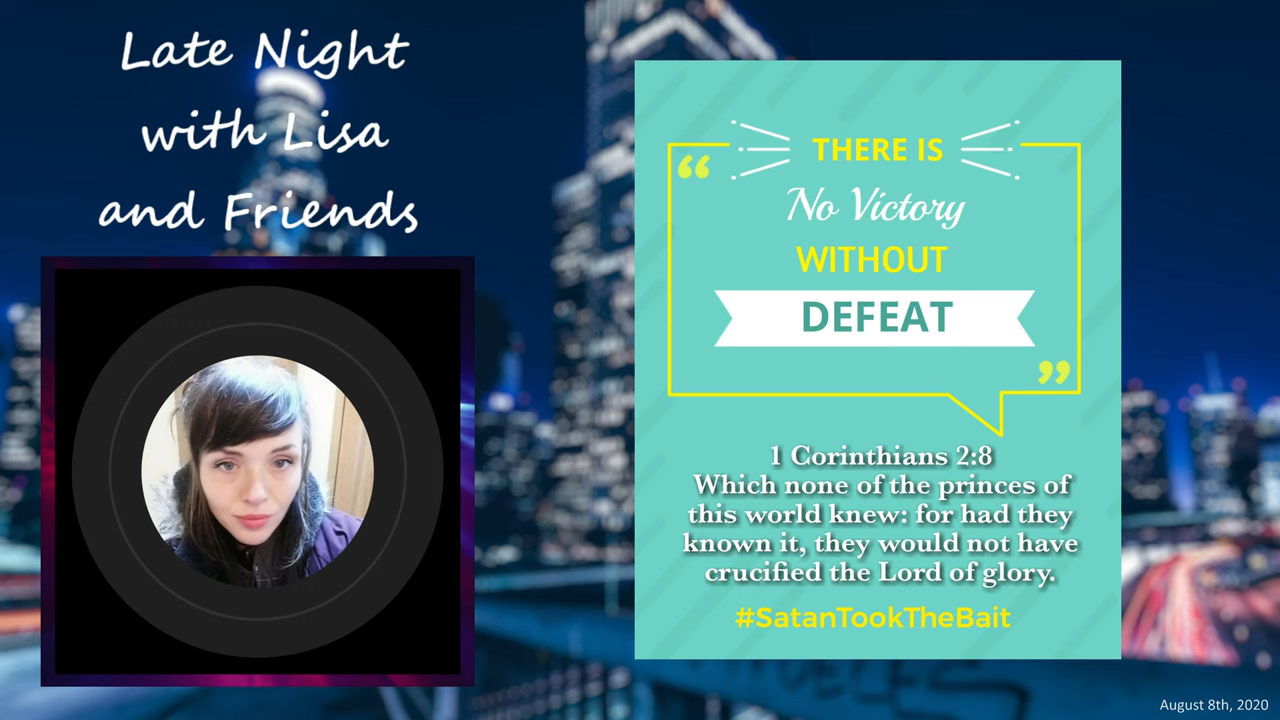 Late Night
with Lisa
and Friends
“
THERE IS
No Victory
WITHOUT
DEFEAT
”
1 Corinthians 2:8
Which none of the princes of
this world knew: for had they
known it, they would not have
crucified the Lord of glory.
#SatanTookTheBait
August 8th, 2020